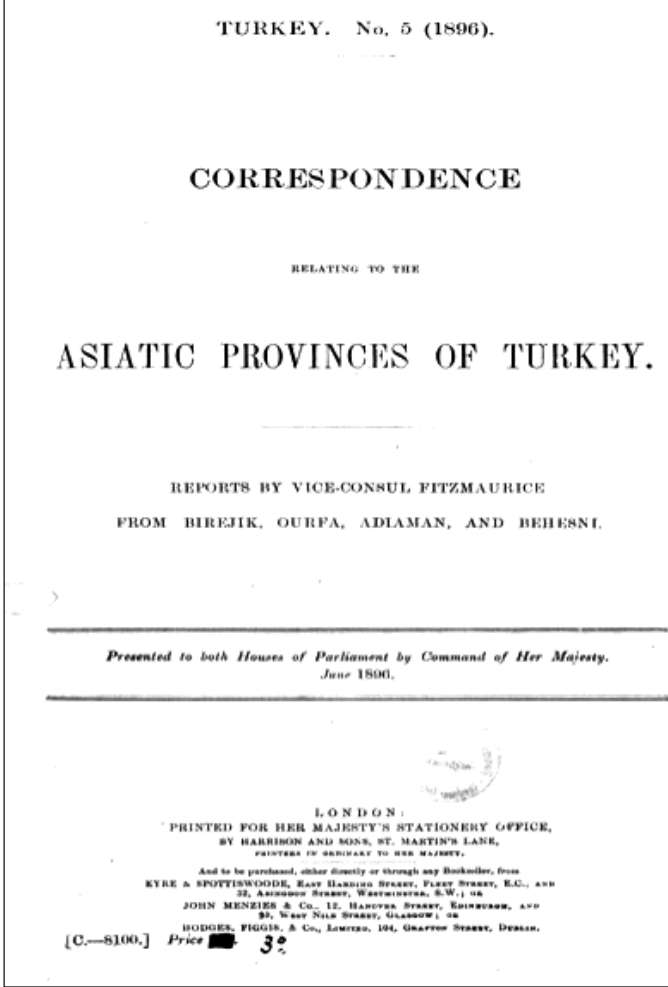 TURKEY. No. 5 (1896).
CORRESPONDENCE
RELATING TO THE
ASIATIC PROVINCES OF TURKEY.
REPORTS BY VICE-CONSUL FITZMAURICE
FROM BIREJIK, OURFA, ADIAMAN, AND BEHESNI.
Presented to both Houses of Parliament by Command of Her Majesty.
June 1896.
LONDON:
PRINTED FOR HER MAJESTY'S STATIONERY OFFICE,
BY HARRISON AND SONS, ST. MARTIN'S LANE,
PRINTERS IN ORDINARY TO HER MAJESTY.
And to be purchased, either directly or through any Bookseller, from
EYRE & SPOTTISWOODE, EAST HARDING STREET, FLEET STREET, E.C., AND
32, ABINGDON STREET, WESTMINSTER, S.W.; OR
JOHN MENZIES & Co., 12, HANOVER STREET, EDINBURGH, AND
90, WEST NILE STREET, GLASGOW; OR
HODGES, FIGGIS, & Co., LIMITED, 104, GRAFTON STREET, DUBLIN.
[C.—8100.] Price 3